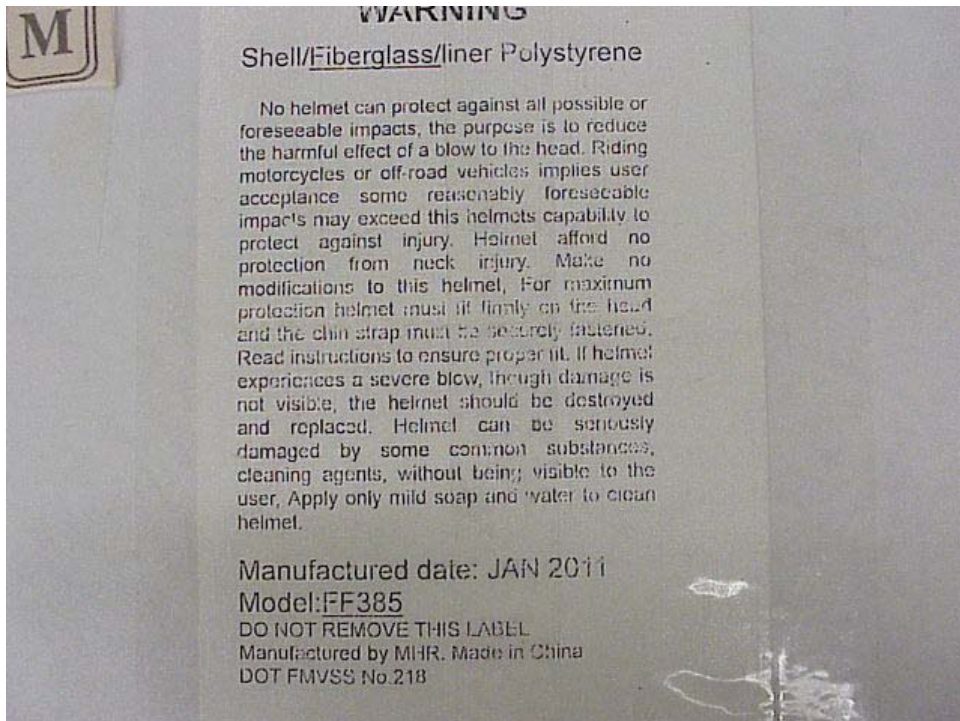 M
WARNING
Shell/Fiberglass/liner Polystyrene
No helmet can protect against all possible or
foreseeable impacts, the purpose is to reduce
the harmful effect of a blow to the head. Riding
motorcycles or off-road vehicles implies user
acceptance some reasonably foreseeable
impacts may exceed this helmets capability to
protect against injury. Helmet afford no
protection from neck injury. Make no
modifications to this helmet, For maximum
protection helmet must fit firmly on the head
and the chin strap must be securely fastened.
Read instructions to ensure proper fit. If helmet
experiences a severe blow, though damage is
not visible, the helmet should be destroyed
and replaced. Helmet can be seriously
damaged by some common substances,
cleaning agents, without being visible to the
user, Apply only mild soap and water to clean
helmet.
Manufactured date: JAN 2011
Model:FF385
DO NOT REMOVE THIS LABEL
Manufactured by MHR. Made in China
DOT FMVSS No.218